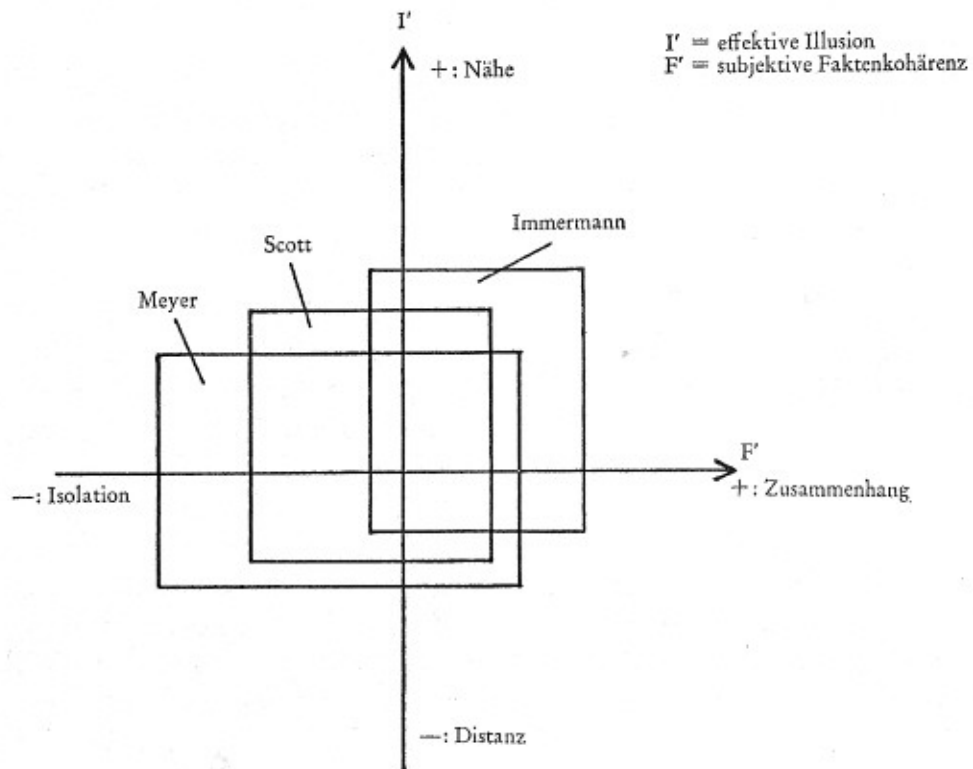 I'
+: Nähe
I' = effektive Illusion
F' = subjektive Faktenkohärenz
Immermann
Scott
Meyer
F'
—: Isolation
+: Zusammenhang
—: Distanz